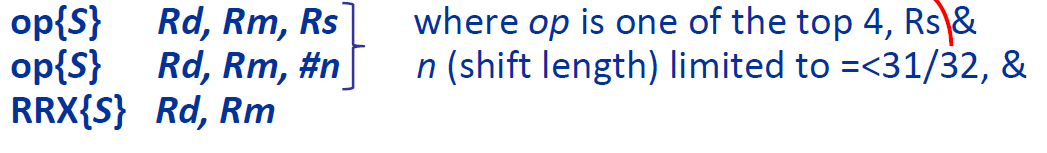 op{S} Rd, Rm, Rs where op is one of the top 4, Rs &
op{S} Rd, Rm, #n n (shift length) limited to =<31/32, &
RRX{S} Rd, Rm